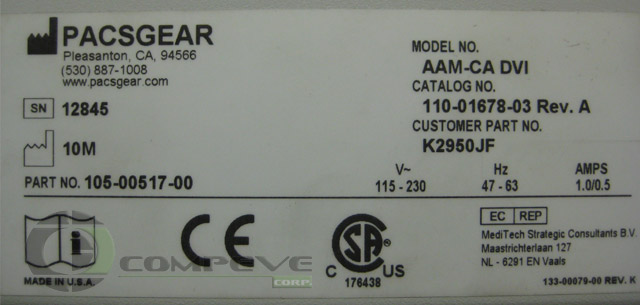 PACSGEAR
Pleasanton, CA, 94566
(530) 887-1008
www.pacsgear.com
SN 12845
10M
PART NO. 105-00517-00
MODEL NO.
AAM-CA DVI
CATALOG NO.
110-01678-03 Rev. A
CUSTOMER PART NO.
K2950JF
V~ Hz AMPS
115 - 230 47 - 63 1.0/0.5
i
CE
CSA
C US
176438
EC REP
MediTech Strategic Consultants B.V.
Maastrichterlaan 127
NL - 6291 EN Vaals
COMPEVE
CORP.
MADE IN U.S.A.
133-00079-00 REV. K